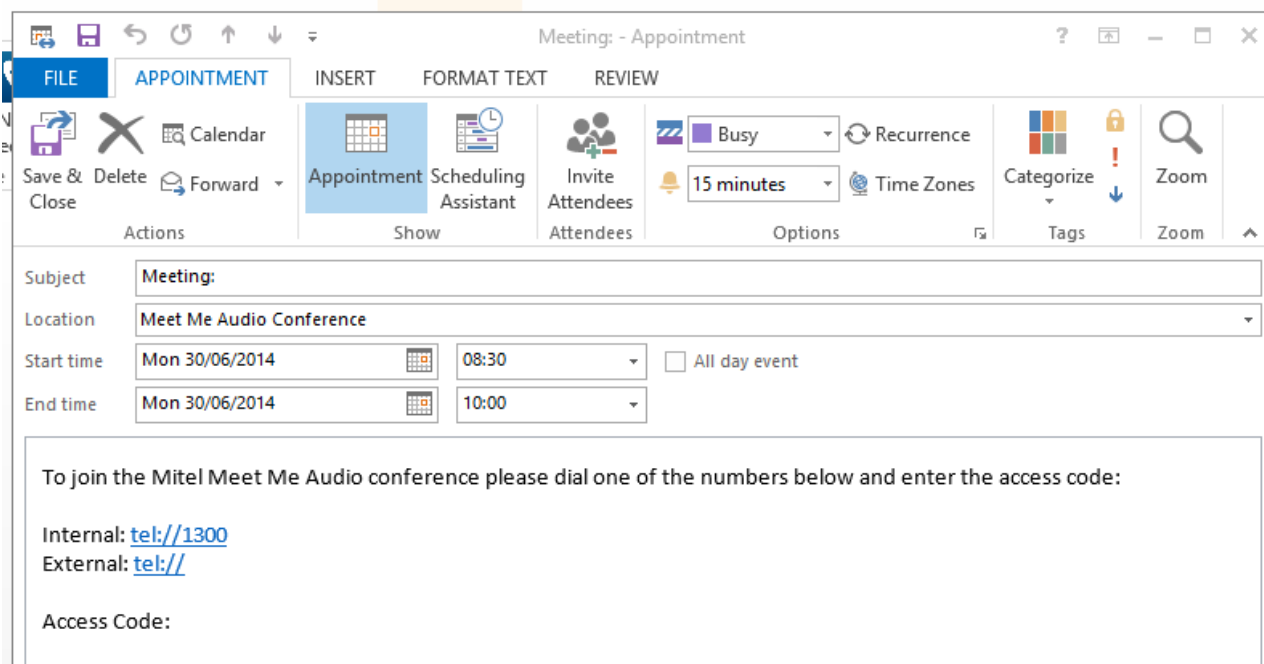 Meeting: - Appointment
?
FILE APPOINTMENT INSERT FORMAT TEXT REVIEW
Calendar Busy Recurrence
Save & Close Delete Forward Appointment Scheduling Assistant Invite Attendees 15 minutes Time Zones Categorize Zoom
Actions Show Attendees Options Tags Zoom
Subject Meeting:
Location Meet Me Audio Conference
Start time Mon 30/06/2014 08:30 All day event
End time Mon 30/06/2014 10:00
To join the Mitel Meet Me Audio conference please dial one of the numbers below and enter the access code:
Internal: tel://1300
External: tel://
Access Code: